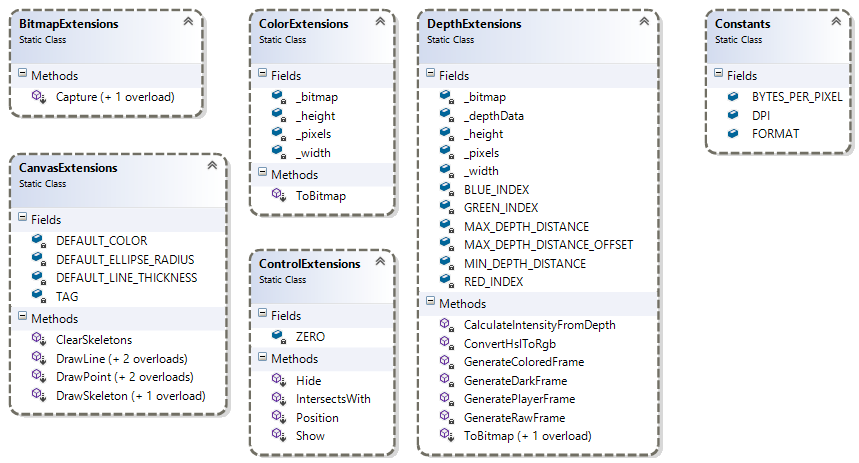 BitmapExtensions
Static Class
Methods
Capture (+ 1 overload)
CanvasExtensions
Static Class
Fields
DEFAULT_COLOR
DEFAULT_ELLIPSE_RADIUS
DEFAULT_LINE_THICKNESS
TAG
Methods
ClearSkeletons
DrawLine (+ 2 overloads)
DrawPoint (+ 2 overloads)
DrawSkeleton (+ 1 overload)
ColorExtensions
Static Class
Fields
_bitmap
_height
_pixels
_width
Methods
ToBitmap
ControlExtensions
Static Class
Fields
ZERO
Methods
Hide
IntersectsWith
Position
Show
DepthExtensions
Static Class
Fields
_bitmap
_depthData
_height
_pixels
_width
BLUE_INDEX
GREEN_INDEX
MAX_DEPTH_DISTANCE
MAX_DEPTH_DISTANCE_OFFSET
MIN_DEPTH_DISTANCE
RED_INDEX
Methods
CalculateIntensityFromDepth
ConvertHslToRgb
GenerateColoredFrame
GenerateDarkFrame
GeneratePlayerFrame
GenerateRawFrame
ToBitmap (+ 1 overload)
Constants
Static Class
Fields
BYTES_PER_PIXEL
DPI
FORMAT